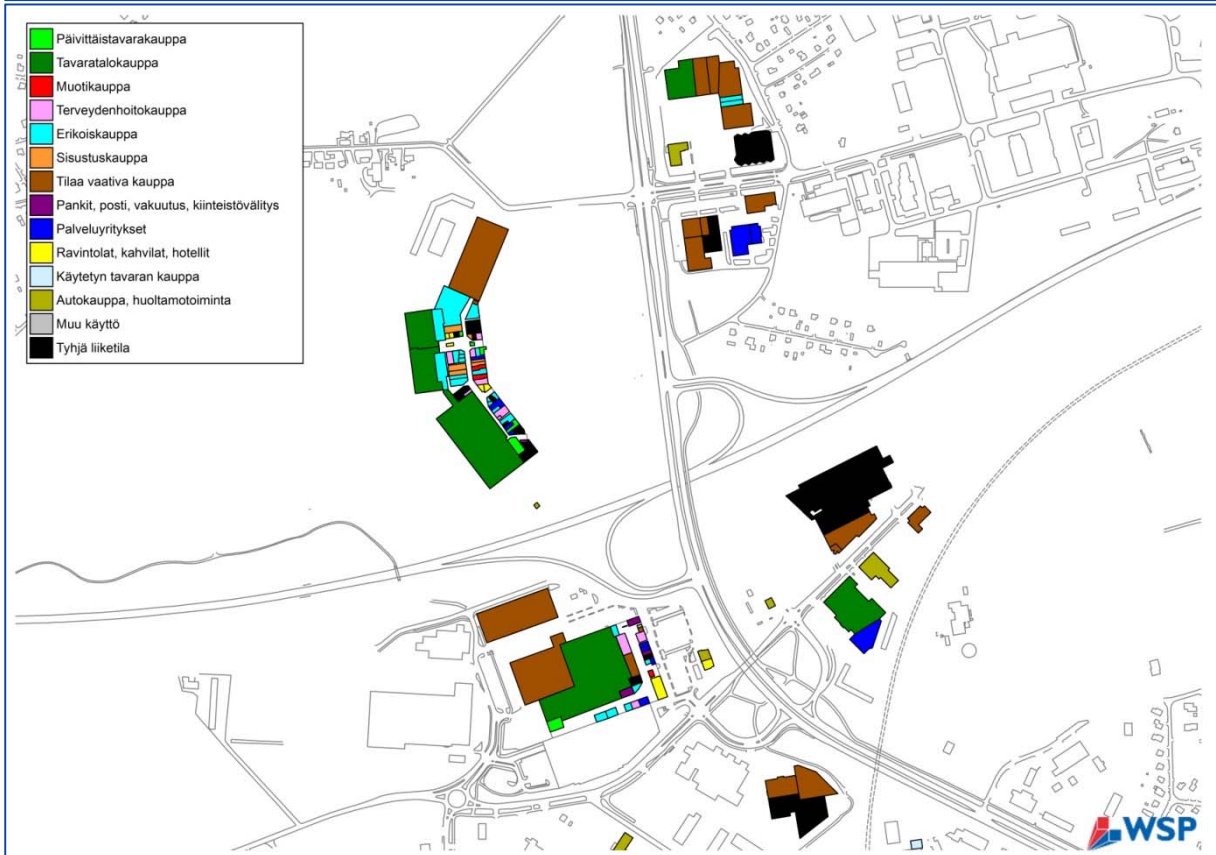 Päivittäistavarakauppa
Tavaratalokauppa
Muotikauppa
Terveydenhoitokauppa
Erikoiskauppa
Sisustuskauppa
Tilaa vaativa kauppa
Pankit, posti, vakuutus, kiinteistövälitys
Palveluyritykset
Ravintolat, kahvilat, hotellit
Käytetyn tavaran kauppa
Autokauppa, huoltamotoiminta
Muu käyttö
Tyhjä liiketila
WSP